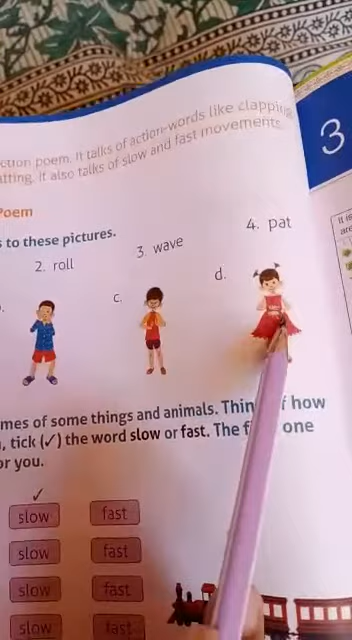 ction poem. It talks of action-words like clapping
atting. It also talks of slow and fast movements.
3
Poem
to these pictures.
2. roll
3. wave
4. pat
c.
d.
mes of some things and animals. how
tick (✓) the word slow or fast. The one
or you.
✓
slow fast
slow fast
slow fast
slow fast